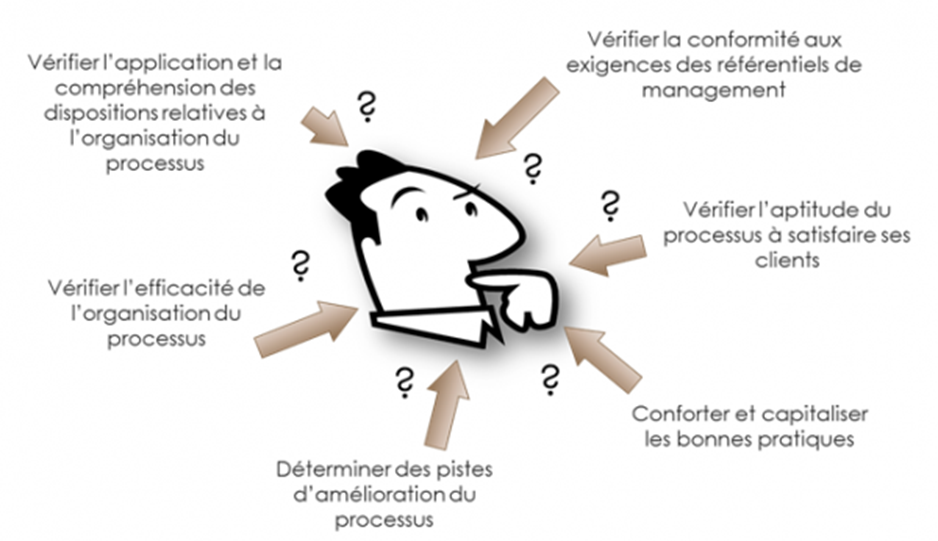 Vérifier l'application et la
compréhension des
dispositions relatives à
l'organisation du
processus
?
Vérifier la conformité aux
exigences des référentiels de
management
?
?
Vérifier l'aptitude du
processus à satisfaire ses
clients
?
Vérifier l'efficacité de
l'organisation du
processus
?
?
Conforter et capitaliser
les bonnes pratiques
Déterminer des pistes
d'amélioration du
processus